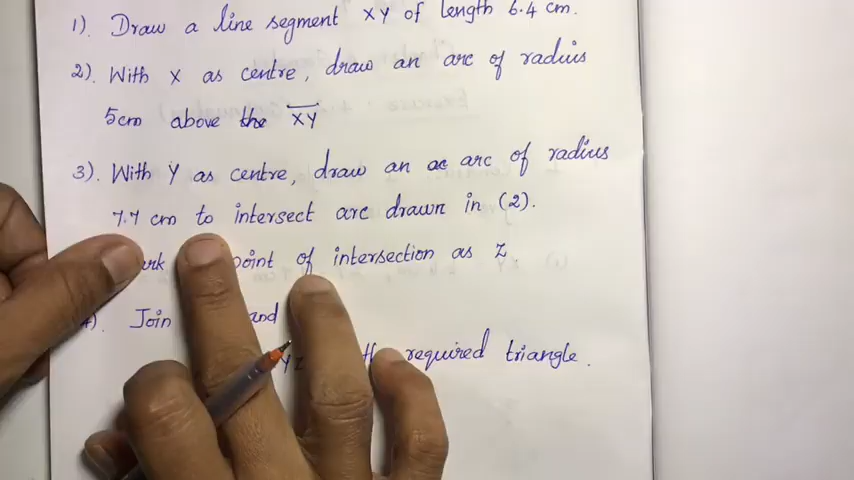 1). Draw a line segment XY of length 6.4 cm.
2). With X as centre, draw an arc of radius
5cm above the XY
3). With Y as centre, draw an ac arc of radius
7.7 cm to intersect arc drawn in (2).
point of intersection as Z.
4). Join and
required triangle.